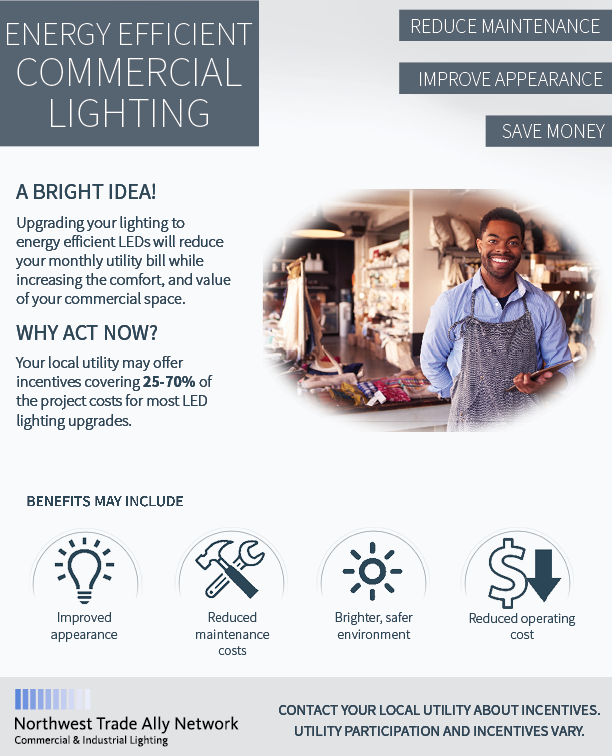 ENERGY EFFICIENT
COMMERCIAL
LIGHTING
REDUCE MAINTENANCE
IMPROVE APPEARANCE
SAVE MONEY
A BRIGHT IDEA!
Upgrading your lighting to
energy efficient LEDs will reduce
your monthly utility bill while
increasing the comfort, and value
of your commercial space.
WHY ACT NOW?
Your local utility may offer
incentives covering 25-70% of
the project costs for most LED
lighting upgrades.
BENEFITS MAY INCLUDE
Improved
appearance
Reduced
maintenance
costs
Brighter, safer
environment
Reduced operating
cost
Northwest Trade Ally Network
Commercial & Industrial Lighting
CONTACT YOUR LOCAL UTILITY ABOUT INCENTIVES.
UTILITY PARTICIPATION AND INCENTIVES VARY.